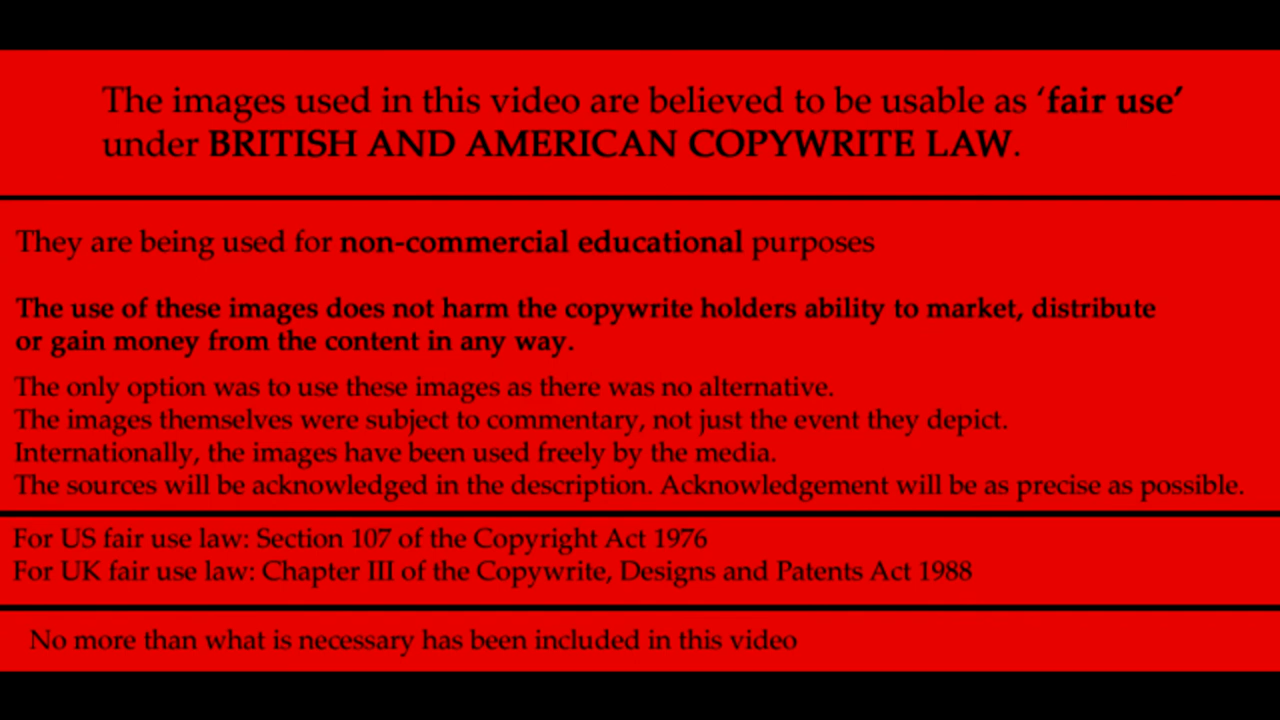 The images used in this video are believed to be usable as ‘fair use’
under BRITISH AND AMERICAN COPYWRITE LAW.
They are being used for non-commercial educational purposes
The use of these images does not harm the copywrite holders ability to market, distribute
or gain money from the content in any way.
The only option was to use these images as there was no alternative.
The images themselves were subject to commentary, not just the event they depict.
Internationally, the images have been used freely by the media.
The sources will be acknowledged in the description. Acknowledgement will be as precise as possible.
For US fair use law: Section 107 of the Copyright Act 1976
For UK fair use law: Chapter III of the Copywrite, Designs and Patents Act 1988
No more than what is necessary has been included in this video